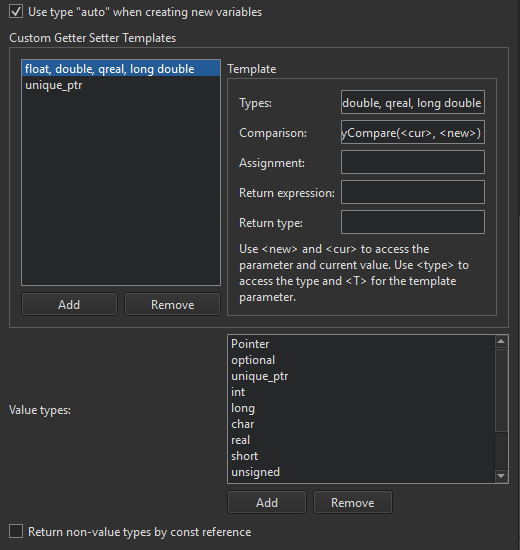 Use type "auto" when creating new variables
Custom Getter Setter Templates
float, double, qreal, long double
unique_ptr
Add
Remove
Template
Types:
double, qreal, long double
Comparison:
yCompare(<cur>, <new>)
Assignment:
Return expression:
Return type:
Use <new> and <cur> to access the
parameter and current value. Use <type> to
access the type and <T> for the template
parameter.
Value types:
Pointer
optional
unique_ptr
int
long
char
real
short
unsigned
Add
Remove
Return non-value types by const reference